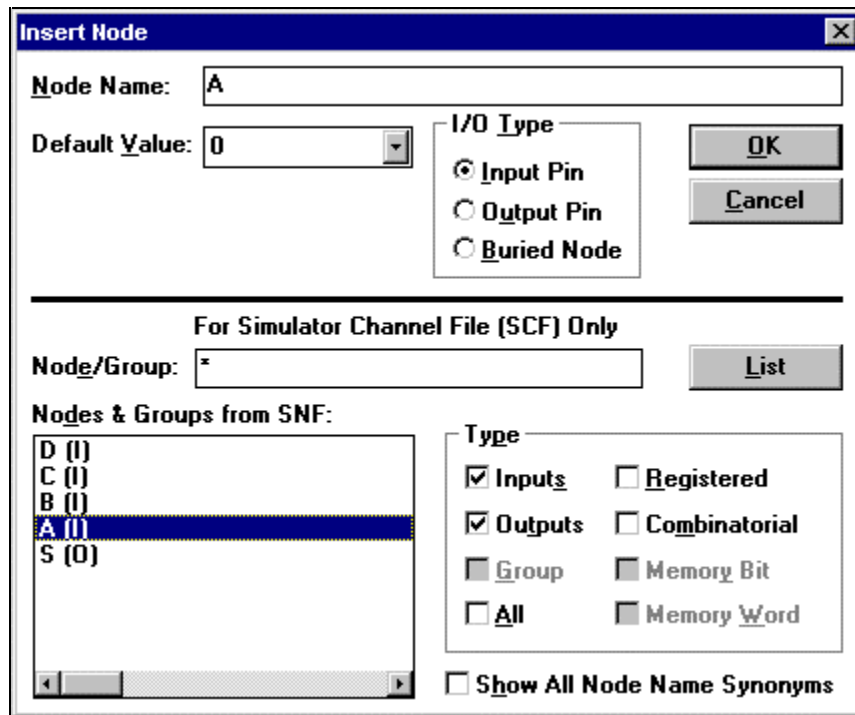 Insert Node
Node Name: A
Default Value: 0
I/O Type
Input Pin
Output Pin
Buried Node
OK
Cancel
For Simulator Channel File (SCF) Only
Node/Group: *
List
Nodes & Groups from SNF:
D (I)
C (I)
B (I)
A (I)
S (O)
Type
Inputs
Registered
Outputs
Combinatorial
Group
Memory Bit
All
Memory Word
Show All Node Name Synonyms